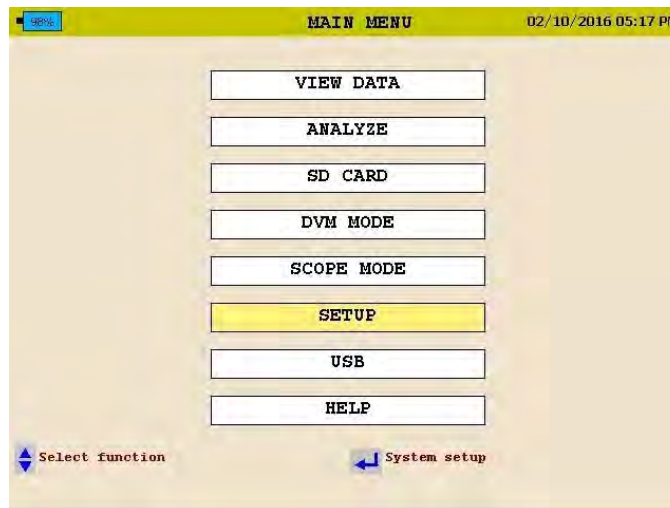 98% MAIN MENU 02/10/2016 05:17 P
VIEW DATA
ANALYZE
SD CARD
DVM MODE
SCOPE MODE
SETUP
USB
HELP
Select function System setup